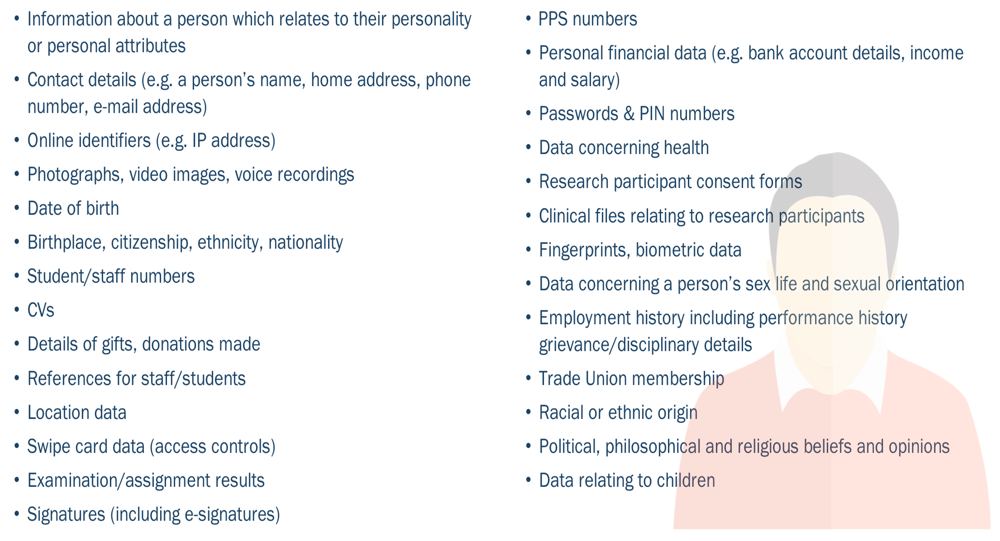 • Information about a person which relates to their personality
or personal attributes
• Contact details (e.g. a person’s name, home address, phone
number, e-mail address)
• Online identifiers (e.g. IP address)
• Photographs, video images, voice recordings
• Date of birth
• Birthplace, citizenship, ethnicity, nationality
• Student/staff numbers
• CVs
• Details of gifts, donations made
• References for staff/students
• Location data
• Swipe card data (access controls)
• Examination/assignment results
• Signatures (including e-signatures)
• PPS numbers
• Personal financial data (e.g. bank account details, income
and salary)
• Passwords & PIN numbers
• Data concerning health
• Research participant consent forms
• Clinical files relating to research participants
• Fingerprints, biometric data
• Data concerning a person’s sex life and sexual orientation
• Employment history including performance history
grievance/disciplinary details
• Trade Union membership
• Racial or ethnic origin
• Political, philosophical and religious beliefs and opinions
• Data relating to children